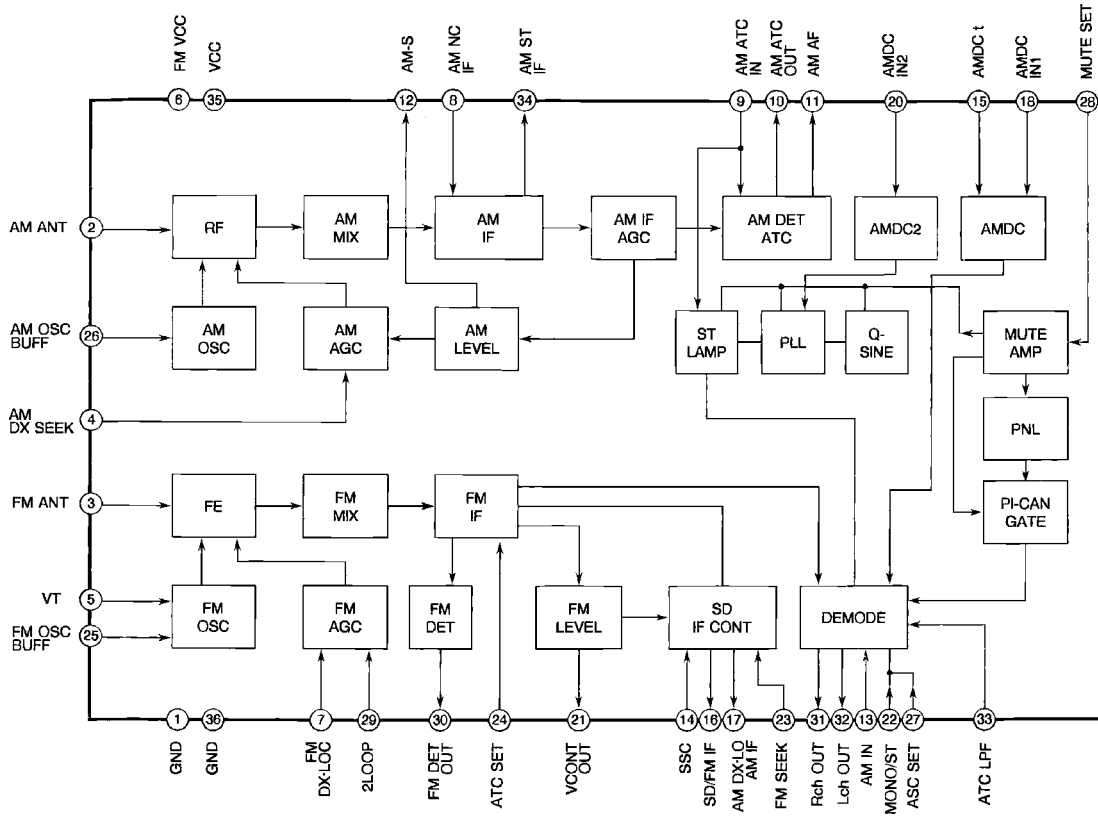 FM VCC
VCC
AM-S
AM NC
IF
AM ST
IF
AM ATC
IN
AM ATC
OUT
AM AF
AMDC
IN2
AMDC t
AMDC
IN1
MUTE SET
6
35
12
8
34
9
10
11
20
15
18
28
AM ANT
2
RF
AM
MIX
AM
IF
AM IF
AGC
AM DET
ATC
AMDC2
AMDC
AM OSC
BUFF
26
AM
OSC
AM
AGC
AM
LEVEL
ST
LAMP
PLL
Q-
SINE
MUTE
AMP
AM
DX SEEK
4
PNL
FM ANT
3
FE
FM
MIX
FM
IF
PI-CAN
GATE
VT
5
FM OSC
BUFF
25
FM
OSC
FM
AGC
FM
DET
FM
LEVEL
SD
IF CONT
DEMODE
1
36
7
29
30
24
21
14
16
17
23
31
32
13
22
27
33
GND
GND
FM
DX-LOC
2LOOP
FM DET
OUT
ATC SET
VCONT
OUT
SSC
SD/FM IF
AM DX-LO
AM IF
FM SEEK
Rch OUT
Lch OUT
AM IN
MONO/ST
ASC SET
ATC LPF